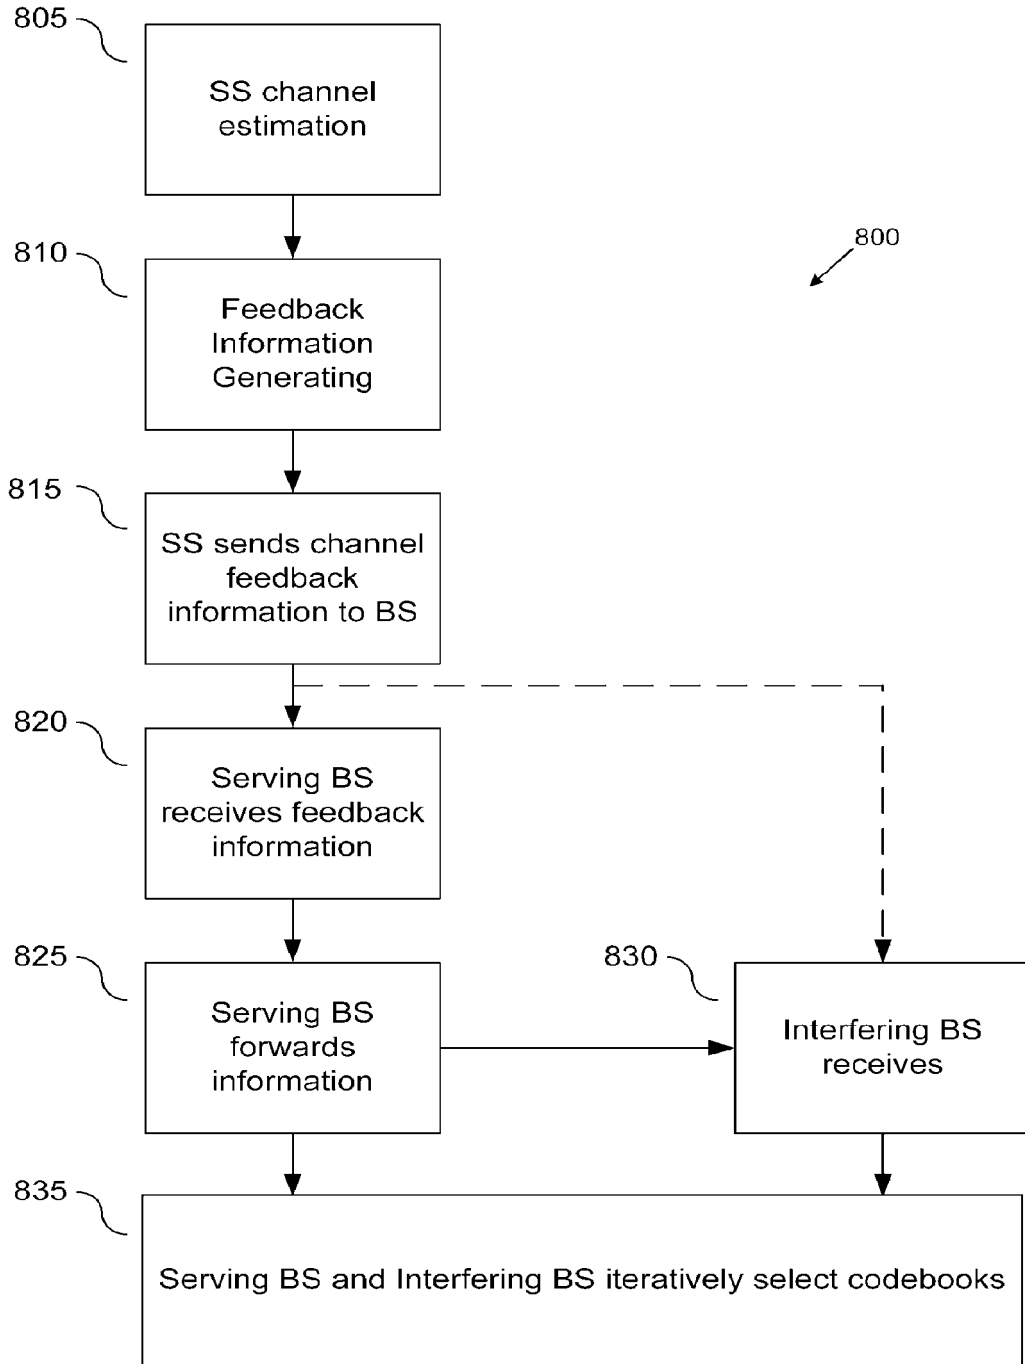 805
SS channel
estimation
800
810
Feedback
Information
Generating
815
SS sends channel
feedback
information to BS
820
Serving BS
receives feedback
information
825
Serving BS
forwards
information
830
Interfering BS
receives
835
Serving BS and Interfering BS iteratively select codebooks